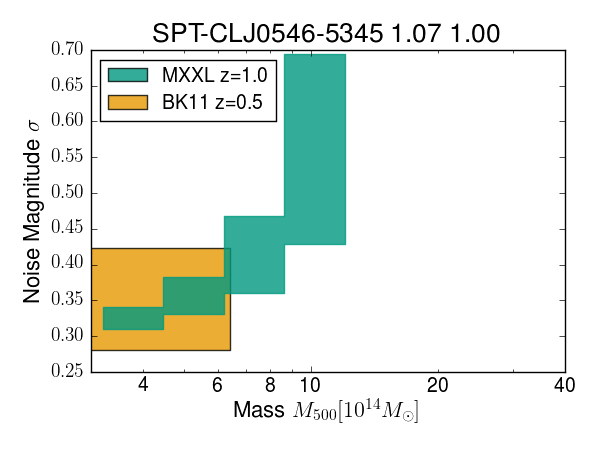 SPT-CLJ0546-5345 1.07 1.00
0.70
0.65
0.60
0.55
0.50
0.45
0.40
0.35
0.30
0.25
Noise Magnitude σ
MXXL z=1.0
BK11 z=0.5
4 6 8 10 20 40
Mass M₅₀₀[10¹⁴M⊙]